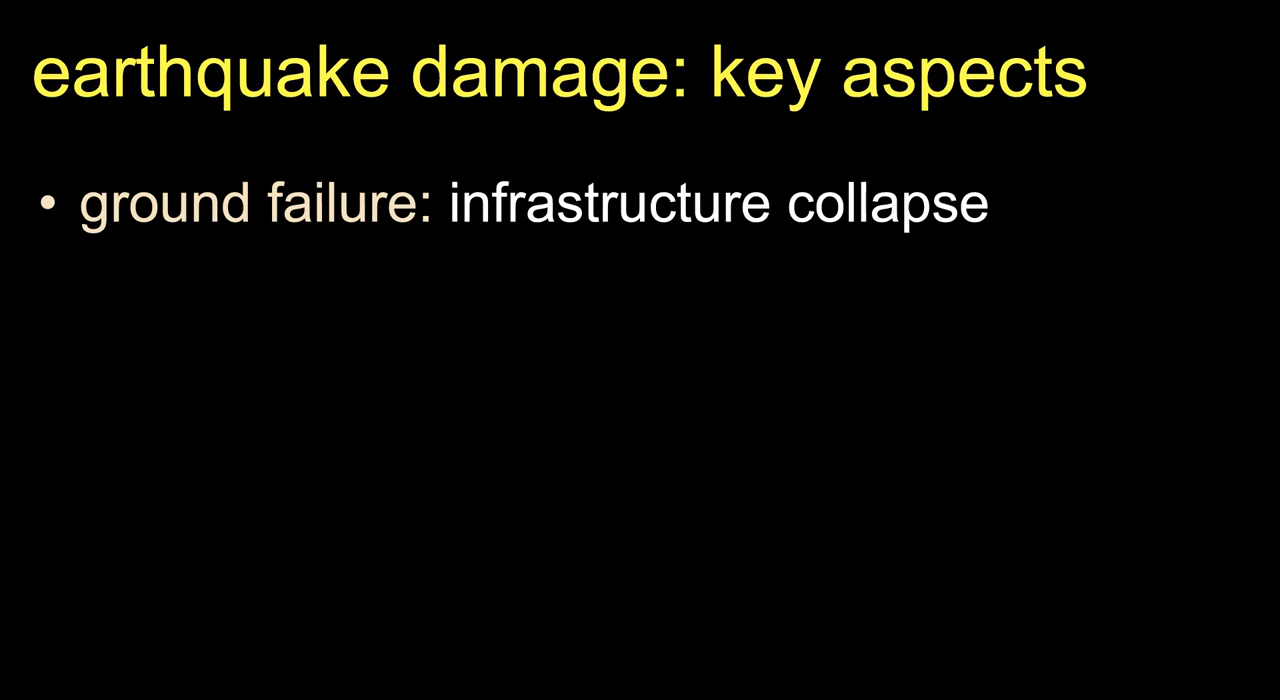 earthquake damage: key aspects
• ground failure: infrastructure collapse